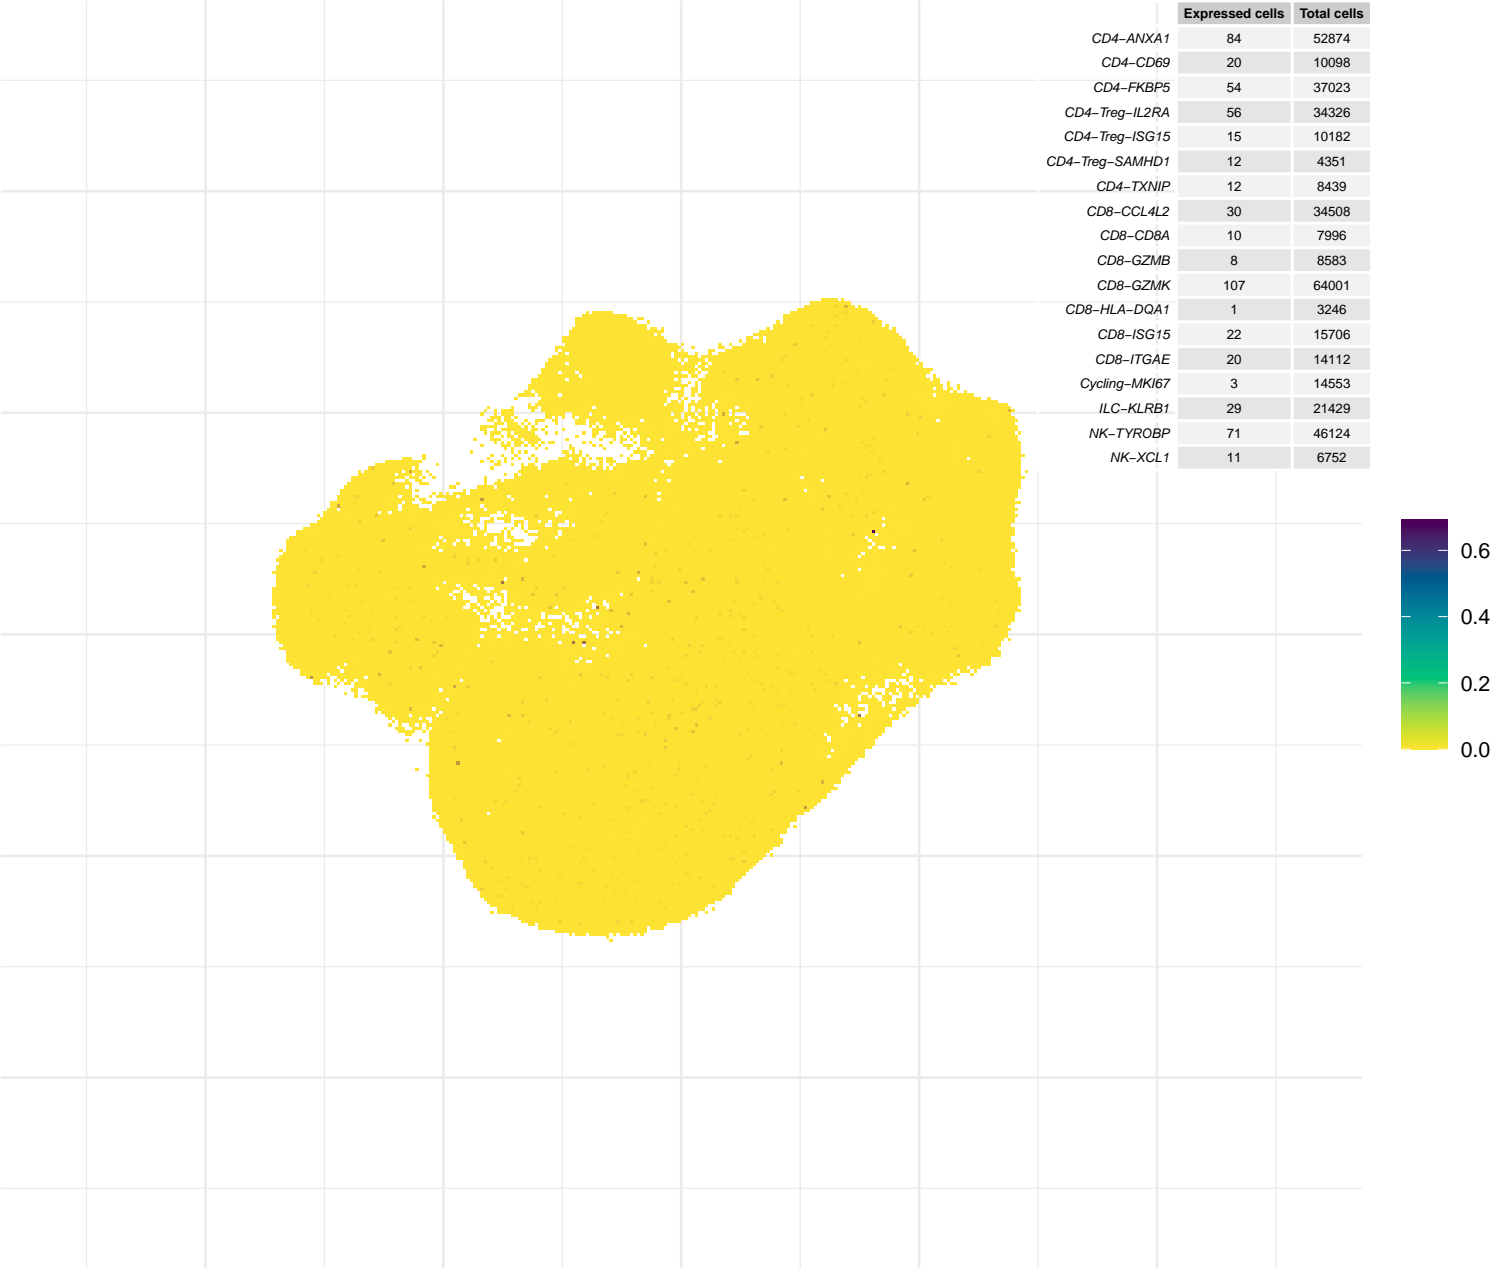 Expressed cells Total cells
CD4−ANXA1 84 52874
CD4−CD69 20 10098
CD4−FKBP5 54 37023
CD4−Treg−IL2RA 56 34326
CD4−Treg−ISG15 15 10182
CD4−Treg−SAMHD1 12 4351
CD4−TXNIP 12 8439
CD8−CCL4L2 30 34508
CD8−CD8A 10 7996
CD8−GZMB 8 8583
CD8−GZMK 107 64001
CD8−HLA−DQA1 1 3246
CD8−ISG15 22 15706
CD8−ITGAE 20 14112
Cycling−MKI67 3 14553
ILC−KLRB1 29 21429
NK−TYROBP 71 46124
NK−XCL1 11 6752
0.6
0.4
0.2
0.0